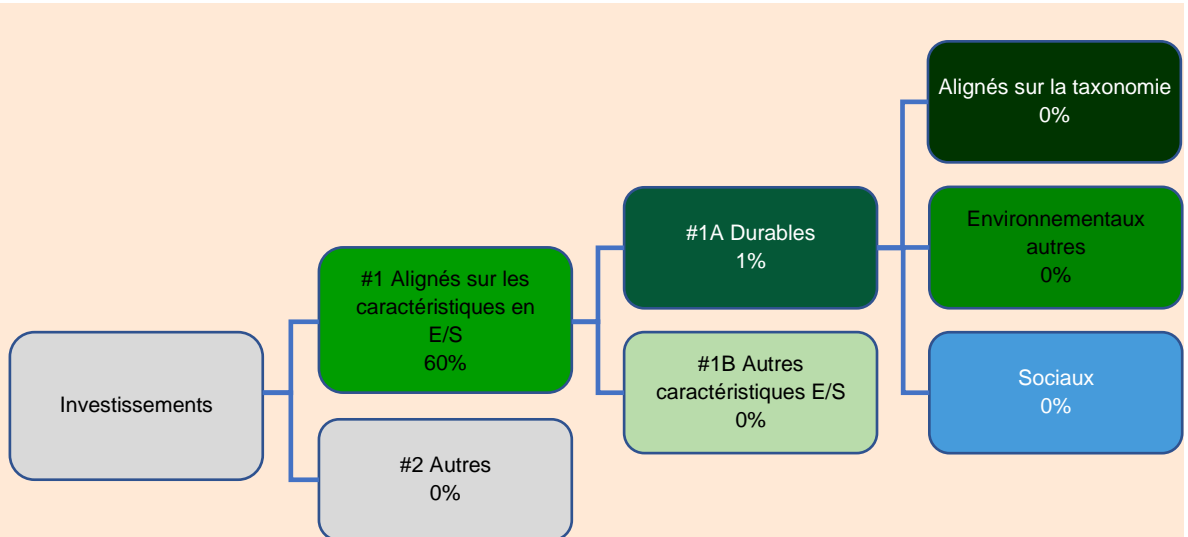 Investissements
#1 Alignés sur les
caractéristiques en
E/S
60%
#2 Autres
0%
#1A Durables
1%
#1B Autres
caractéristiques E/S
0%
Alignés sur la taxonomie
0%
Environnementaux
autres
0%
Sociaux
0%